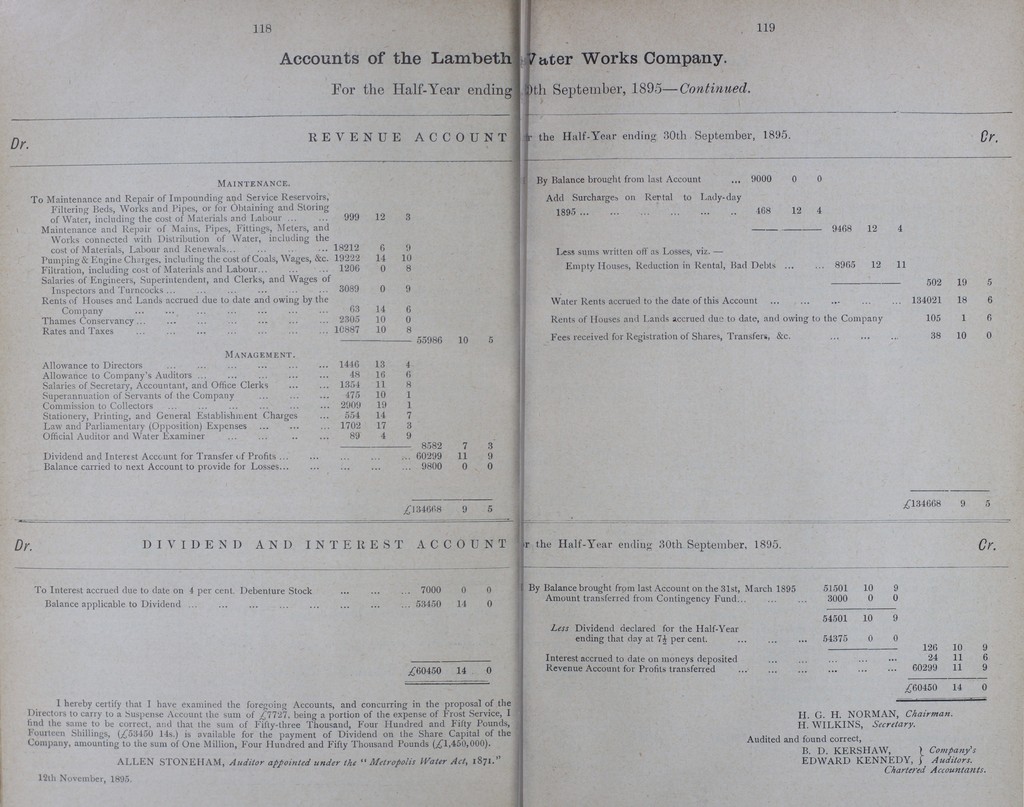 118
Accounts of the Lambeth
For the Half-Year ending
Dr. REVENUE ACCOUNT
MAINTENANCE.
To Maintenance and Repair of Impounding and Service Reservoirs,
Filtering Beds, Works and Pipes, or for Obtaining and Storing
of Water, including the cost of Materials and Labour ... ... 999 12 3
Maintenance and Repair of Mains, Pipes, Fittings, Meters, and
Works connected with Distribution of Water, including the
cost of Materials, Labour and Renewals... ... ... ... 18212 6 9
Pumping & Engine Charges, including the cost of Coals, Wages, &c. 19222 14 10
Filtration, including cost of Materials and Labour... ... ... 1206 0 8
Salaries of Engineers, Superintendent, and Clerks, and Wages of
Inspectors and Turncocks ... ... ... ... ... ... 3089 0 9
Rents of Houses and Lands accrued due to date and owing by the
Company ... ... ... ... ... ... ... 63 14 6
Thames Conservancy ... ... ... ... ... ... ... 2305 10 0
Rates and Taxes ... ... ... ... ... ... ... 10887 10 8
55986 10 5
MANAGEMENT.
Allowance to Directors ... ... ... ... ... ... 1446 13 4
Allowance to Company's Auditors ... ... ... ... ... 48 16 6
Salaries of Secretary, Accountant, and Office Clerks ... ... 1354 11 8
Superannuation of Servants of the Company ... ... ... 475 10 1
Commission to Collectors ... ... ... ... ... ... 2909 19 1
Stationery, Printing, and General Establishment Charges ... 554 14 7
Law and Parliamentary (Opposition) Expenses ... ... ... 1702 17 3
Official Auditor and Water Examiner ... ... ... ... 89 4 9
8582 7 3
Dividend and Interest Account for Transfer of Profits ... ... ... ... ... 60299 11 9
Balance carried to next Account to provide for Losses... ... ... ... ... 9800 0 0
£134668 9 5
Dr. DIVIDEND AND INTEREST ACCOUNT
To Interest accrued due to date on 4 per cent. Debenture Stock ... ... ... 7000 0 0
Balance applicable to Dividend ... ... ... ... ... ... ... ... 53450 14 0
£60450 14 0
I hereby certify that I have examined the foregoing Accounts, and concurring in the proposal of the
Directors to carry to a Suspense Account the sum of £7727, being a portion of the expense of Frost Service, I
find the same to be correct, and that the sum of Fifty-three Thousand, Four Hundred and Fifty Pounds,
Fourteen Shillings, (£53450 14s.) is available for the payment of Dividend on the Share Capital of the
Company, amounting to the sum of One Million, Four Hundred and Fifty Thousand Pounds (£1,450,000).
ALLEN STONEHAM, Auditor appointed under the "Metropolis Water Act, 1871."
12th November, 1895.
119
Water Works Company.
th September, 1895—Continued.
r the Half-Year ending 30th September, 1895. Cr.
By Balance brought from last Account ... 9000 0 0
Add Surcharges on Rental to Lady-day
1895 ... ... ... ... ... ... 468 12 4
9468 12 4
Less sums written off as Losses, viz. —
Empty Houses, Reduction in Rental, Bad Debts ... ... 8965 12 11
502 19 5
Water Rents accrued to the date of this Account ... ... ... ... ... 134021 18 6
Rents of Houses and Lands accrued due to date, and owing to the Company 105 1 6
Fees received for Registration of Shares, Transfers, &c. ... ... ... 38 10 0
£134668 9 5
r the Half-Year ending 30th September, 1895. Cr.
By Balance brought from last Account on the 31st, March 1895 51501 10 9
Amount transferred from Contingency Fund... ... ... 3000 0 0
54501 10 9
Less Dividend declared for the Half-Year
ending that day at 7½ per cent. ... ... ... 54375 0 0
126 10 9
Interest accrued to date on moneys deposited ... ... ... ... ... 24 11 6
Revenue Account for Profits transferred ... ... ... ... ... ... 60299 11 9
£60450 14 0
H. G. H. NORMAN, Chairman.
H. WILKINS, Secretary.
Audited and found correct,
B. D. KERSHAW, } Company's
EDWARD KENNEDY, } Auditors.
Chartered Accountants.